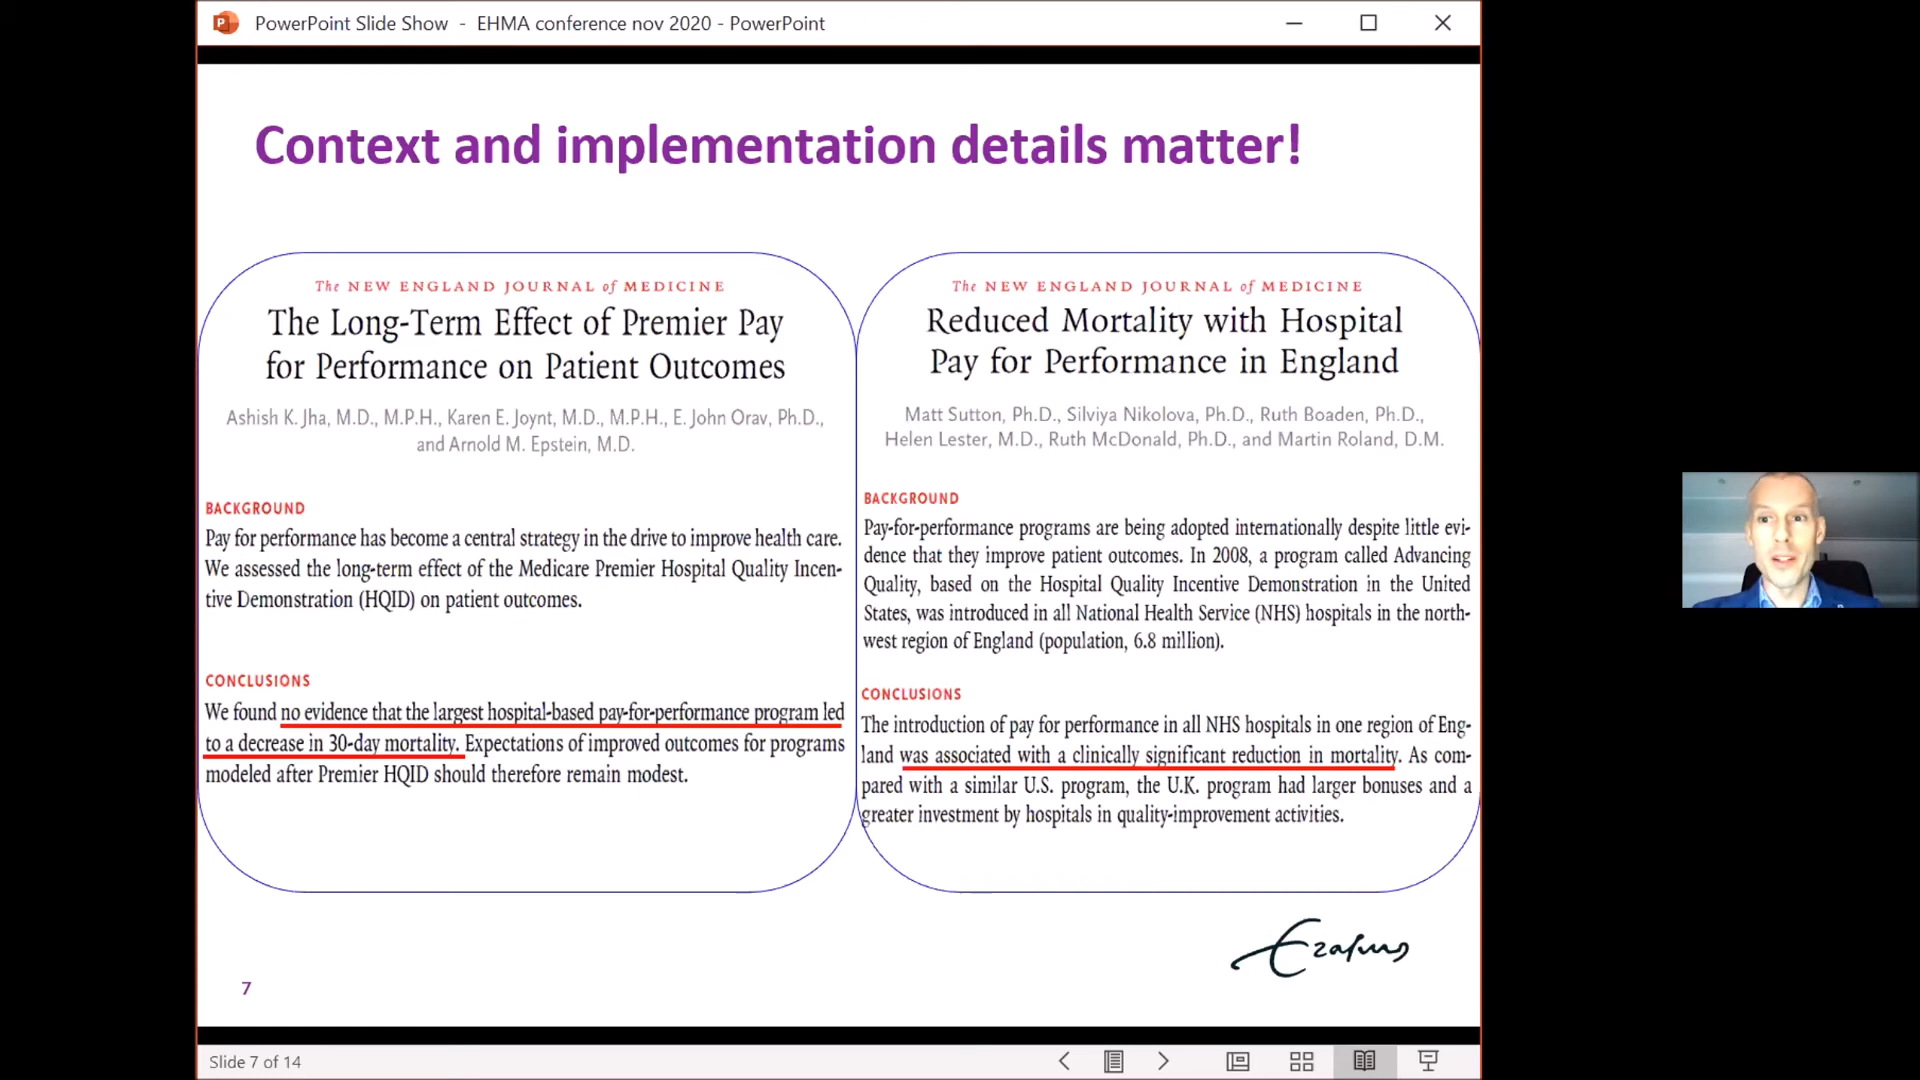 PowerPoint Slide Show - EHMA conference nov 2020 - PowerPoint
Context and implementation details matter!
The NEW ENGLAND JOURNAL of MEDICINE
The Long-Term Effect of Premier Pay
for Performance on Patient Outcomes
Ashish K. Jha, M.D., M.P.H., Karen E. Joynt, M.D., M.P.H., E. John Orav, Ph.D.,
and Arnold M. Epstein, M.D.
BACKGROUND
Pay for performance has become a central strategy in the drive to improve health care.
We assessed the long-term effect of the Medicare Premier Hospital Quality Incen-
tive Demonstration (HQID) on patient outcomes.
CONCLUSIONS
We found no evidence that the largest hospital-based pay-for-performance program led
to a decrease in 30-day mortality. Expectations of improved outcomes for programs
modeled after Premier HQID should therefore remain modest.
The NEW ENGLAND JOURNAL of MEDICINE
Reduced Mortality with Hospital
Pay for Performance in England
Matt Sutton, Ph.D., Silviya Nikolova, Ph.D., Ruth Boaden, Ph.D.,
Helen Lester, M.D., Ruth McDonald, Ph.D., and Martin Roland, D.M.
BACKGROUND
Pay-for-performance programs are being adopted internationally despite little evi-
dence that they improve patient outcomes. In 2008, a program called Advancing
Quality, based on the Hospital Quality Incentive Demonstration in the United
States, was introduced in all National Health Service (NHS) hospitals in the north-
west region of England (population, 6.8 million).
CONCLUSIONS
The introduction of pay for performance in all NHS hospitals in one region of Eng-
land was associated with a clinically significant reduction in mortality. As com-
pared with a similar U.S. program, the U.K. program had larger bonuses and a
greater investment by hospitals in quality-improvement activities.
Erasmus
7
Slide 7 of 14